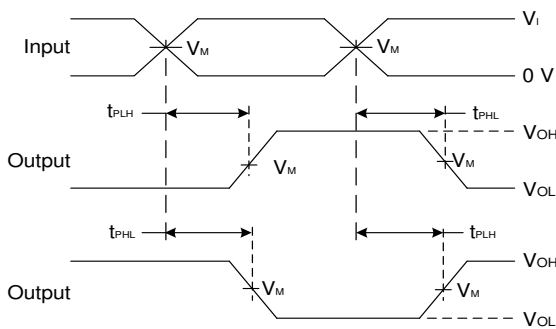 VI
Input
VM
VM
0 V
tPLH
tPHL
VOH
Output
VM
VM
VOL
tPHL
tPLH
VOH
Output
VM
VM
VOL